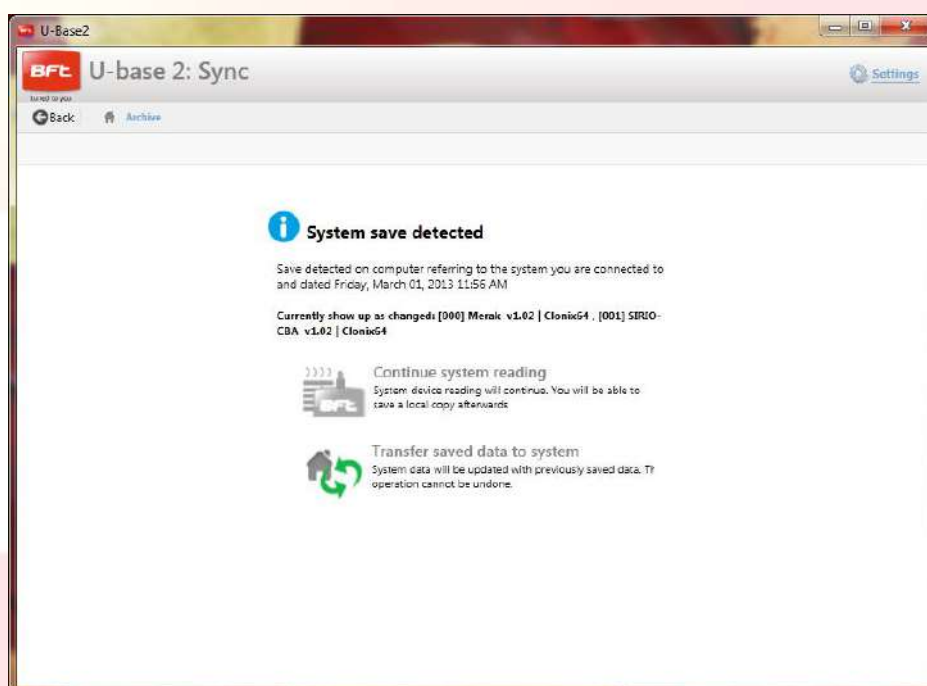 U-Base2
BFt U-base 2: Sync
Settings
tuned to you
Back Archive
System save detected
Save detected on computer referring to the system you are connected to
and dated Friday, March 01, 2013 11:56 AM
Currently show up as changed: [000] Merak v1.02 | Clonix64 , [001] SIRIO-
CBA v1.02 | Clonix64
Continue system reading
System device reading will continue. You will be able to
save a local copy afterwards
BFt
Transfer saved data to system
System data will be updated with previously saved data.
operation cannot be undone.